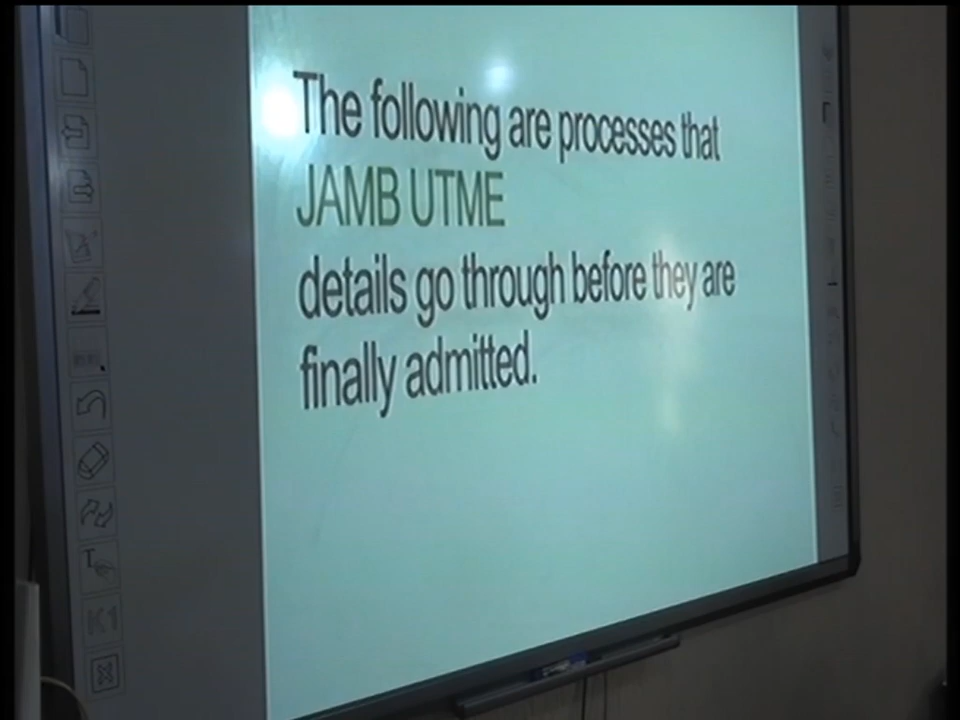 The following are processes that
JAMB UTME
details go through before they are
finally admitted.